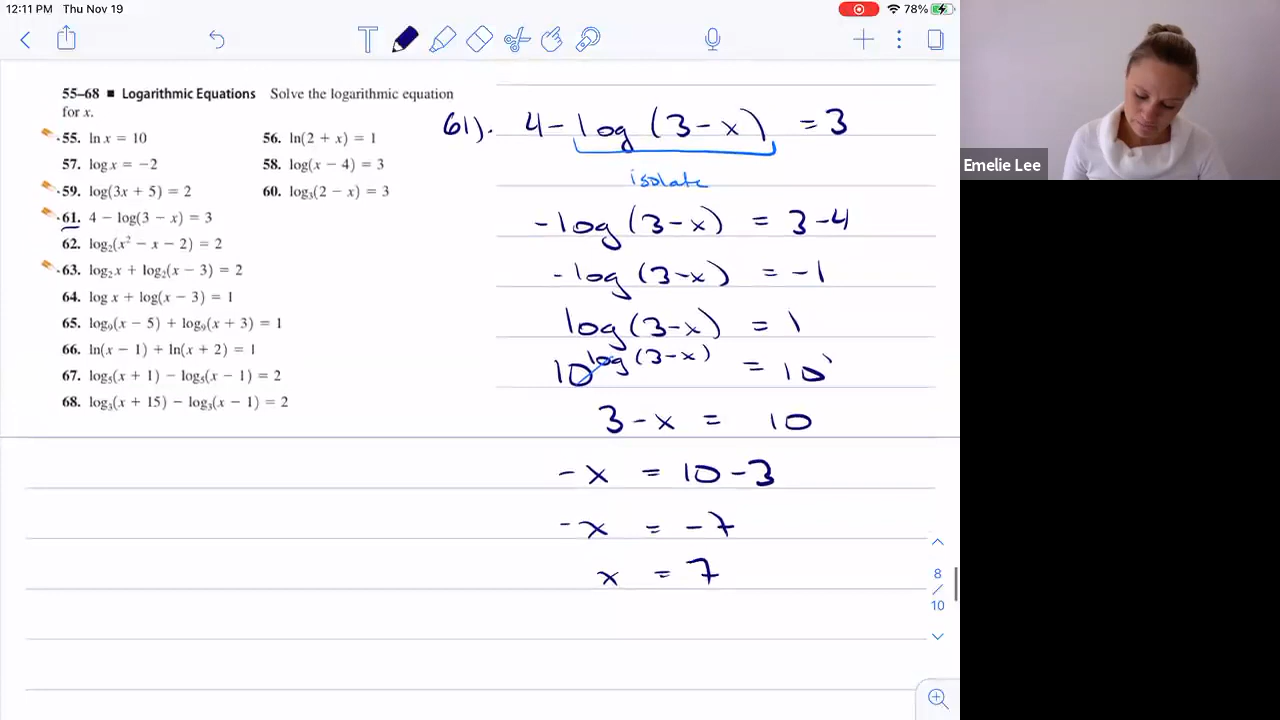 12:11 PM Thu Nov 19
78%
T
55–68 ■ Logarithmic Equations Solve the logarithmic equation
for x.
55. ln x = 10
56. ln(2 + x) = 1
57. log x = −2
58. log(x − 4) = 3
59. log(3x + 5) = 2
60. log₃(2 − x) = 3
61. 4 − log(3 − x) = 3
62. log₂(x² − x − 2) = 2
63. log₂x + log₂(x − 3) = 2
64. log x + log(x − 3) = 1
65. log₉(x − 5) + log₉(x + 3) = 1
66. ln(x − 1) + ln(x + 2) = 1
67. log₅(x + 1) − log₅(x − 1) = 2
68. log₃(x + 15) − log₃(x − 1) = 2
61). 4 − log (3 − x) = 3
isolate
−log (3 − x) = 3 − 4
−log (3 − x) = −1
log (3 − x) = 1
10^log (3 − x) = 10^1
3 − x = 10
−x = 10 − 3
−x = −7
x = 7
8
/
10
Emelie Lee